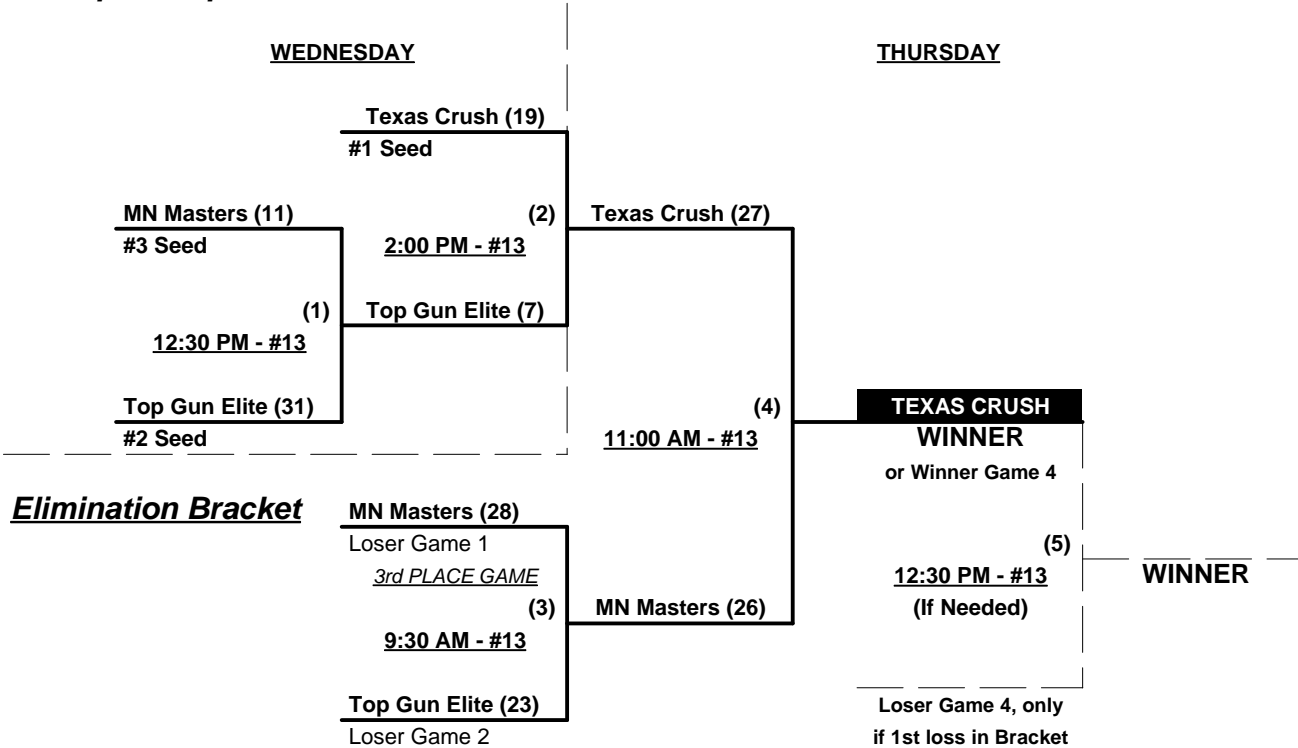 WEDNESDAY
THURSDAY
Texas Crush (19)
#1 Seed
MN Masters (11)
(2)
Texas Crush (27)
#3 Seed
2:00 PM - #13
(1)
Top Gun Elite (7)
12:30 PM - #13
Top Gun Elite (31)
(4)
TEXAS CRUSH
#2 Seed
11:00 AM - #13
WINNER
or Winner Game 4
Elimination Bracket
MN Masters (28)
Loser Game 1
(5)
3rd PLACE GAME
12:30 PM - #13
WINNER
(3)
MN Masters (26)
(If Needed)
9:30 AM - #13
Top Gun Elite (23)
Loser Game 4, only
Loser Game 2
if 1st loss in Bracket